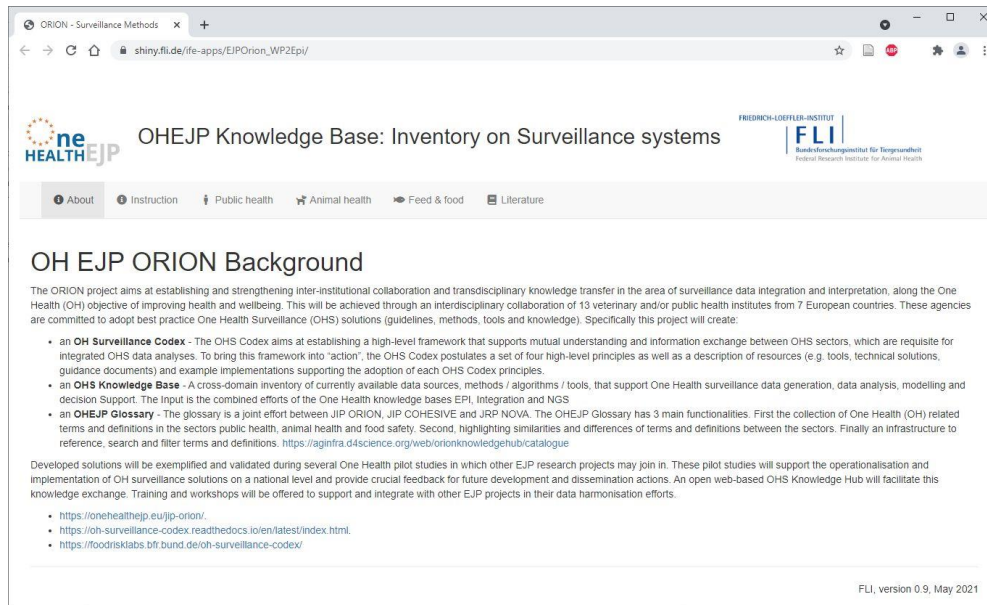 ORION - Surveillance Methods
shiny.fli.de/ife-apps/EJPOrion_WP2Epi/
ABP
One
HEALTHEJP
OHEJP Knowledge Base: Inventory on Surveillance systems
FRIEDRICH-LOEFFLER-INSTITUT
FLI
Bundesforschungsinstitut für Tiergesundheit
Federal Research Institute for Animal Health
About Instruction Public health Animal health Feed & food Literature
OH EJP ORION Background
The ORION project aims at establishing and strengthening inter-institutional collaboration and transdisciplinary knowledge transfer in the area of surveillance data integration and interpretation, along the One
Health (OH) objective of improving health and wellbeing. This will be achieved through an interdisciplinary collaboration of 13 veterinary and/or public health institutes from 7 European countries. These agencies
are committed to adopt best practice One Health Surveillance (OHS) solutions (guidelines, methods, tools and knowledge). Specifically this project will create:
• an OH Surveillance Codex - The OHS Codex aims at establishing a high-level framework that supports mutual understanding and information exchange between OHS sectors, which are requisite for
integrated OHS data analyses. To bring this framework into "action", the OHS Codex postulates a set of four high-level principles as well as a description of resources (e.g. tools, technical solutions,
guidance documents) and example implementations supporting the adoption of each OHS Codex principles.
• an OHS Knowledge Base - A cross-domain inventory of currently available data sources, methods / algorithms / tools, that support One Health surveillance data generation, data analysis, modelling and
decision Support. The Input is the combined efforts of the One Health knowledge bases EPI, Integration and NGS
• an OHEJP Glossary - The glossary is a joint effort between JIP ORION, JIP COHESIVE and JRP NOVA. The OHEJP Glossary has 3 main functionalities. First the collection of One Health (OH) related
terms and definitions in the sectors public health, animal health and food safety. Second, highlighting similarities and differences of terms and definitions between the sectors. Finally an infrastructure to
reference, search and filter terms and definitions. https://aginfra.d4science.org/web/orionknowledgehub/catalogue
Developed solutions will be exemplified and validated during several One Health pilot studies in which other EJP research projects may join in. These pilot studies will support the operationalisation and
implementation of OH surveillance solutions on a national level and provide crucial feedback for future development and dissemination actions. An open web-based OHS Knowledge Hub will facilitate this
knowledge exchange. Training and workshops will be offered to support and integrate with other EJP projects in their data harmonisation efforts.
• https://onehealthejp.eu/jip-orion/.
• https://oh-surveillance-codex.readthedocs.io/en/latest/index.html.
• https://foodrisklabs.bfr.bund.de/oh-surveillance-codex/
FLI, version 0.9, May 2021